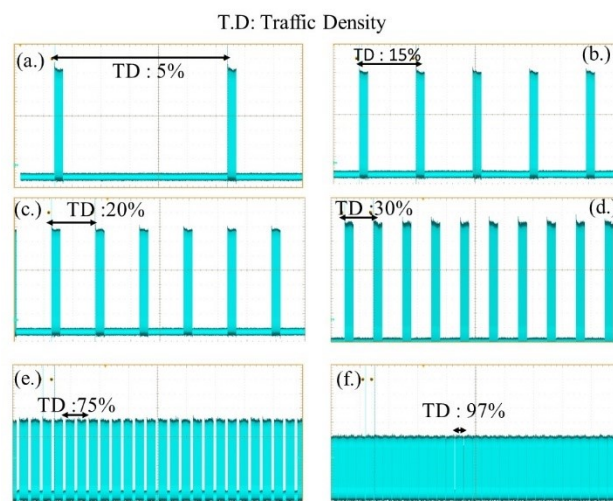 T.D: Traffic Density
(a.)
TD : 5%
(b.)
TD : 15%
(c.)
TD :20%
(d.)
TD :30%
(e.)
TD :75%
(f.)
TD : 97%